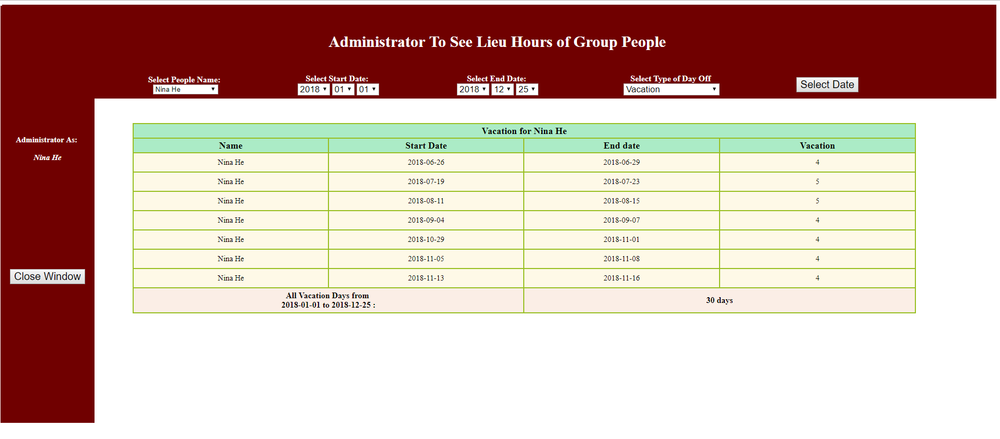 Administrator To See Lieu Hours of Group People
Select People Name:
Nina He
Select Start Date:
2018 01 01
Select End Date:
2018 12 25
Select Type of Day Off
Vacation
Select Date
Administrator As:
Nina He
Close Window
Vacation for Nina He
Name Start Date End date Vacation
Nina He 2018-06-26 2018-06-29 4
Nina He 2018-07-19 2018-07-23 5
Nina He 2018-08-11 2018-08-15 5
Nina He 2018-09-04 2018-09-07 4
Nina He 2018-10-29 2018-11-01 4
Nina He 2018-11-05 2018-11-08 4
Nina He 2018-11-13 2018-11-16 4
All Vacation Days from
2018-01-01 to 2018-12-25 :
30 days